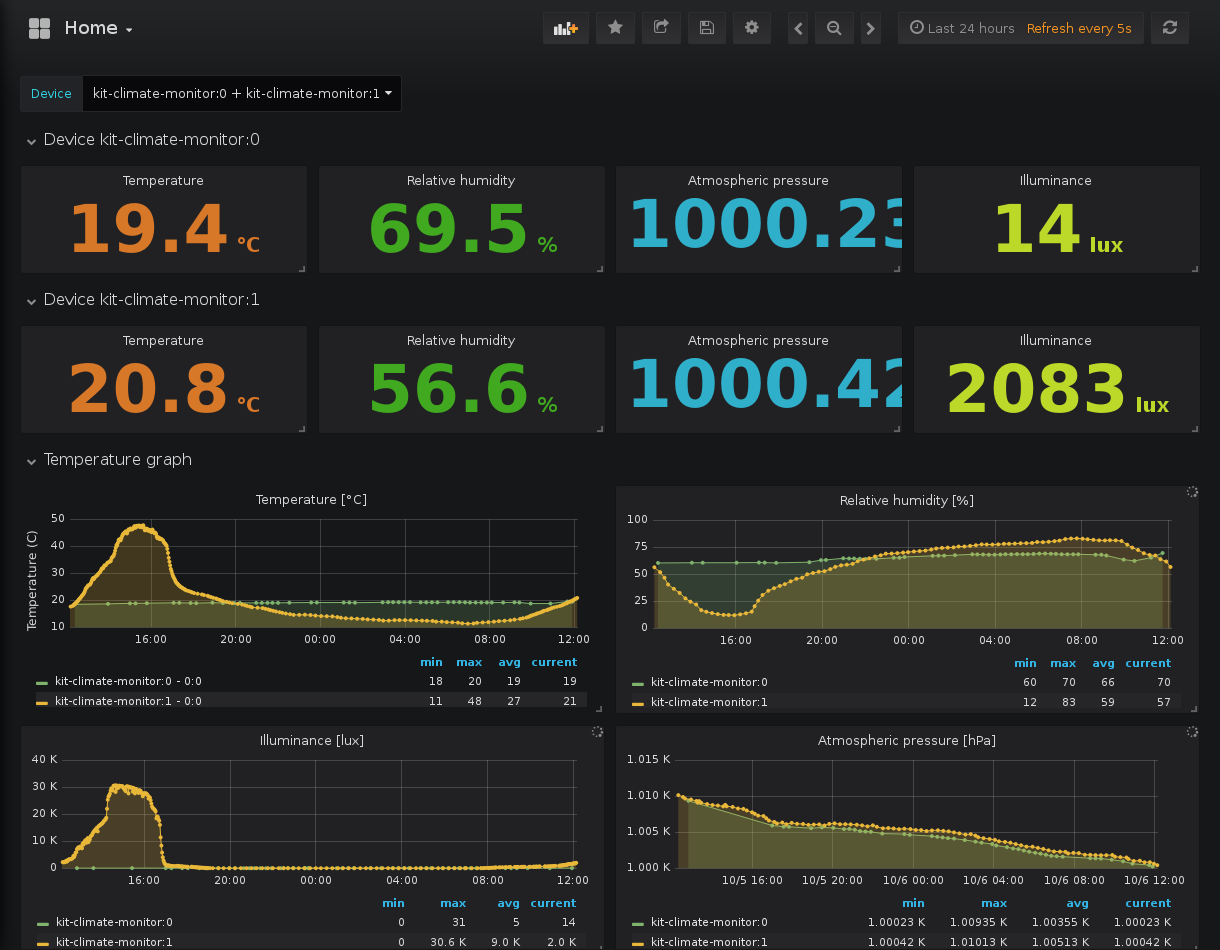 Home
Last 24 hours Refresh every 5s
Device kit-climate-monitor:0 + kit-climate-monitor:1
Device kit-climate-monitor:0
Temperature Relative humidity Atmospheric pressure Illuminance
19.4 °C 69.5 % 1000.23 14 lux
Device kit-climate-monitor:1
Temperature Relative humidity Atmospheric pressure Illuminance
20.8 °C 56.6 % 1000.42 2083 lux
Temperature graph
Temperature [°C]
Temperature (C)
50
40
30
20
10
16:00 20:00 00:00 04:00 08:00 12:00
min max avg current
kit-climate-monitor:0 - 0:0 18 20 19 19
kit-climate-monitor:1 - 0:0 11 48 27 21
Relative humidity [%]
100
75
50
25
0
16:00 20:00 00:00 04:00 08:00 12:00
min max avg current
kit-climate-monitor:0 60 70 66 70
kit-climate-monitor:1 12 83 59 57
Illuminance [lux]
40 K
30 K
20 K
10 K
0
16:00 20:00 00:00 04:00 08:00 12:00
min max avg current
kit-climate-monitor:0 0 31 5 14
kit-climate-monitor:1 0 30.6 K 9.0 K 2.0 K
Atmospheric pressure [hPa]
1.015 K
1.010 K
1.005 K
1.000 K
10/5 16:00 10/5 20:00 10/6 00:00 10/6 04:00 10/6 08:00 10/6 12:00
min max avg current
kit-climate-monitor:0 1.00023 K 1.00935 K 1.00355 K 1.00023 K
kit-climate-monitor:1 1.00042 K 1.01013 K 1.00513 K 1.00042 K